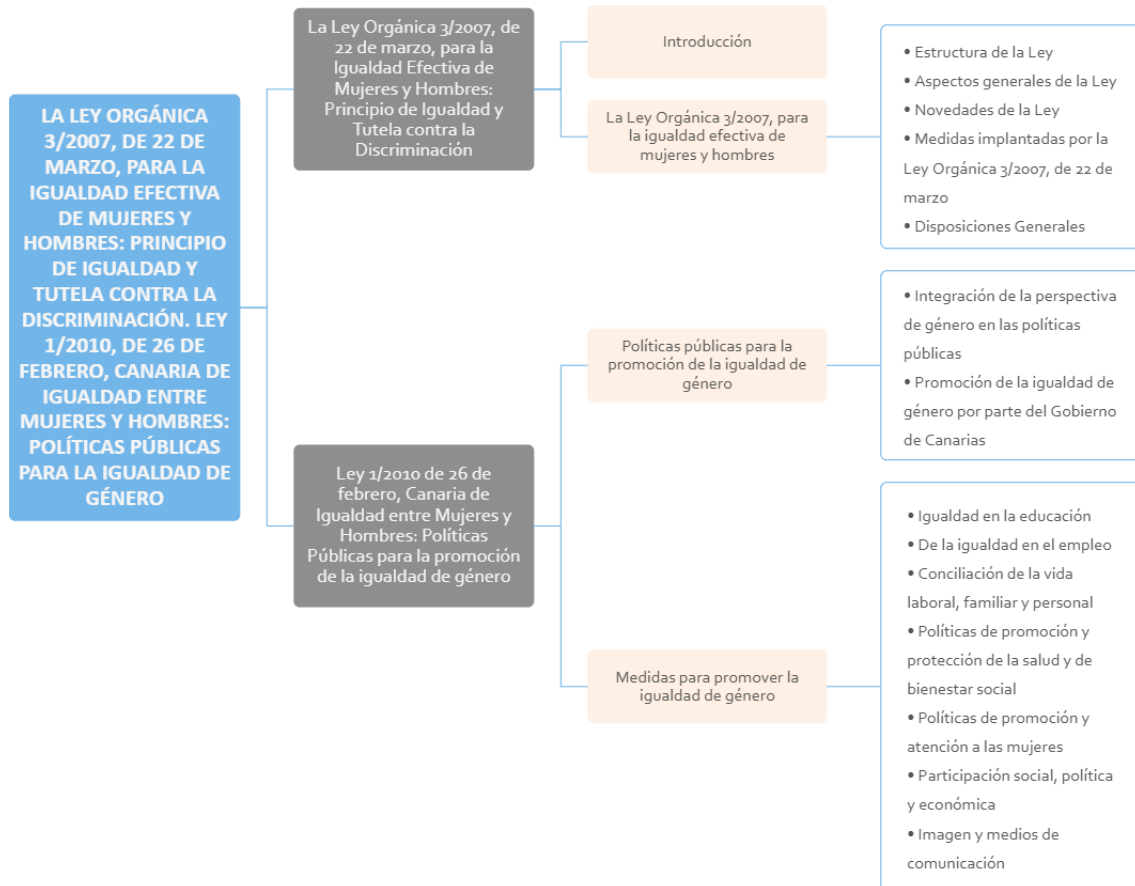 LA LEY ORGÁNICA
3/2007, DE 22 DE
MARZO, PARA LA
IGUALDAD EFECTIVA
DE MUJERES Y
HOMBRES: PRINCIPIO
DE IGUALDAD Y
TUTELA CONTRA LA
DISCRIMINACIÓN. LEY
1/2010, DE 26 DE
FEBRERO, CANARIA DE
IGUALDAD ENTRE
MUJERES Y HOMBRES:
POLÍTICAS PÚBLICAS
PARA LA IGUALDAD DE
GÉNERO
La Ley Orgánica 3/2007, de
22 de marzo, para la
Igualdad Efectiva de
Mujeres y Hombres:
Principio de Igualdad y
Tutela contra la
Discriminación
Introducción
La Ley Orgánica 3/2007, para
la igualdad efectiva de
mujeres y hombres
• Estructura de la Ley
• Aspectos generales de la Ley
• Novedades de la Ley
• Medidas implantadas por la
Ley Orgánica 3/2007, de 22 de
marzo
• Disposiciones Generales
Ley 1/2010 de 26 de
febrero, Canaria de
Igualdad entre Mujeres y
Hombres: Políticas
Públicas para la promoción
de la igualdad de género
Políticas públicas para la
promoción de la igualdad de
género
• Integración de la perspectiva
de género en las políticas
públicas
• Promoción de la igualdad de
género por parte del Gobierno
de Canarias
Medidas para promover la
igualdad de género
• Igualdad en la educación
• De la igualdad en el empleo
• Conciliación de la vida
laboral, familiar y personal
• Políticas de promoción y
protección de la salud y de
bienestar social
• Políticas de promoción y
atención a las mujeres
• Participación social, política
y económica
• Imagen y medios de
comunicación